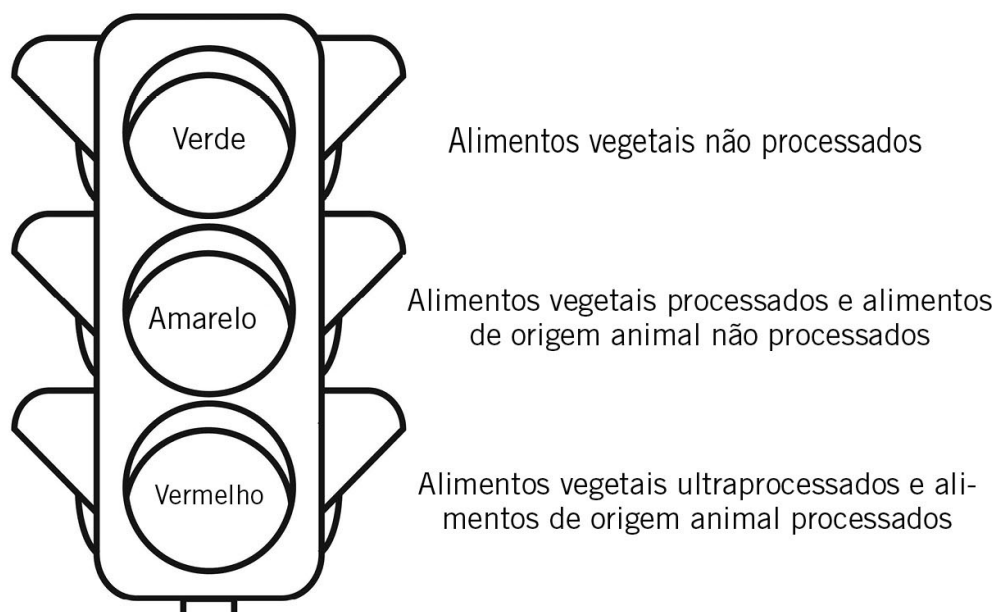 Verde
Alimentos vegetais não processados
Amarelo
Alimentos vegetais processados e alimentos
de origem animal não processados
Vermelho
Alimentos vegetais ultraprocessados e ali-
mentos de origem animal processados